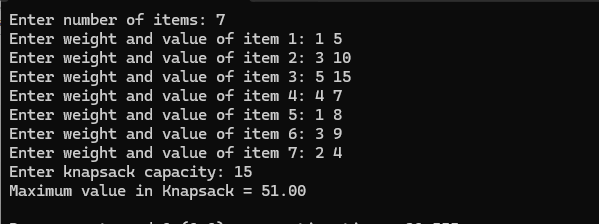 Enter number of items: 7
Enter weight and value of item 1: 1 5
Enter weight and value of item 2: 3 10
Enter weight and value of item 3: 5 15
Enter weight and value of item 4: 4 7
Enter weight and value of item 5: 1 8
Enter weight and value of item 6: 3 9
Enter weight and value of item 7: 2 4
Enter knapsack capacity: 15
Maximum value in Knapsack = 51.00